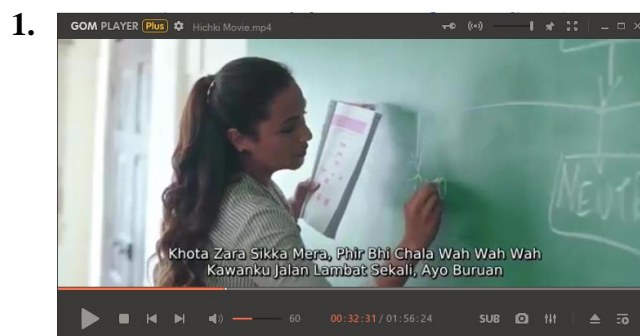 1.
GOM PLAYER Plus Hichki Movie.mp4
NEUT
Khota Zara Sikka Mera, Phir Bhi Chala Wah Wah Wah
Kawanku Jalan Lambat Sekali, Ayo Buruan
60 00:32:31 / 01:56:24 SUB